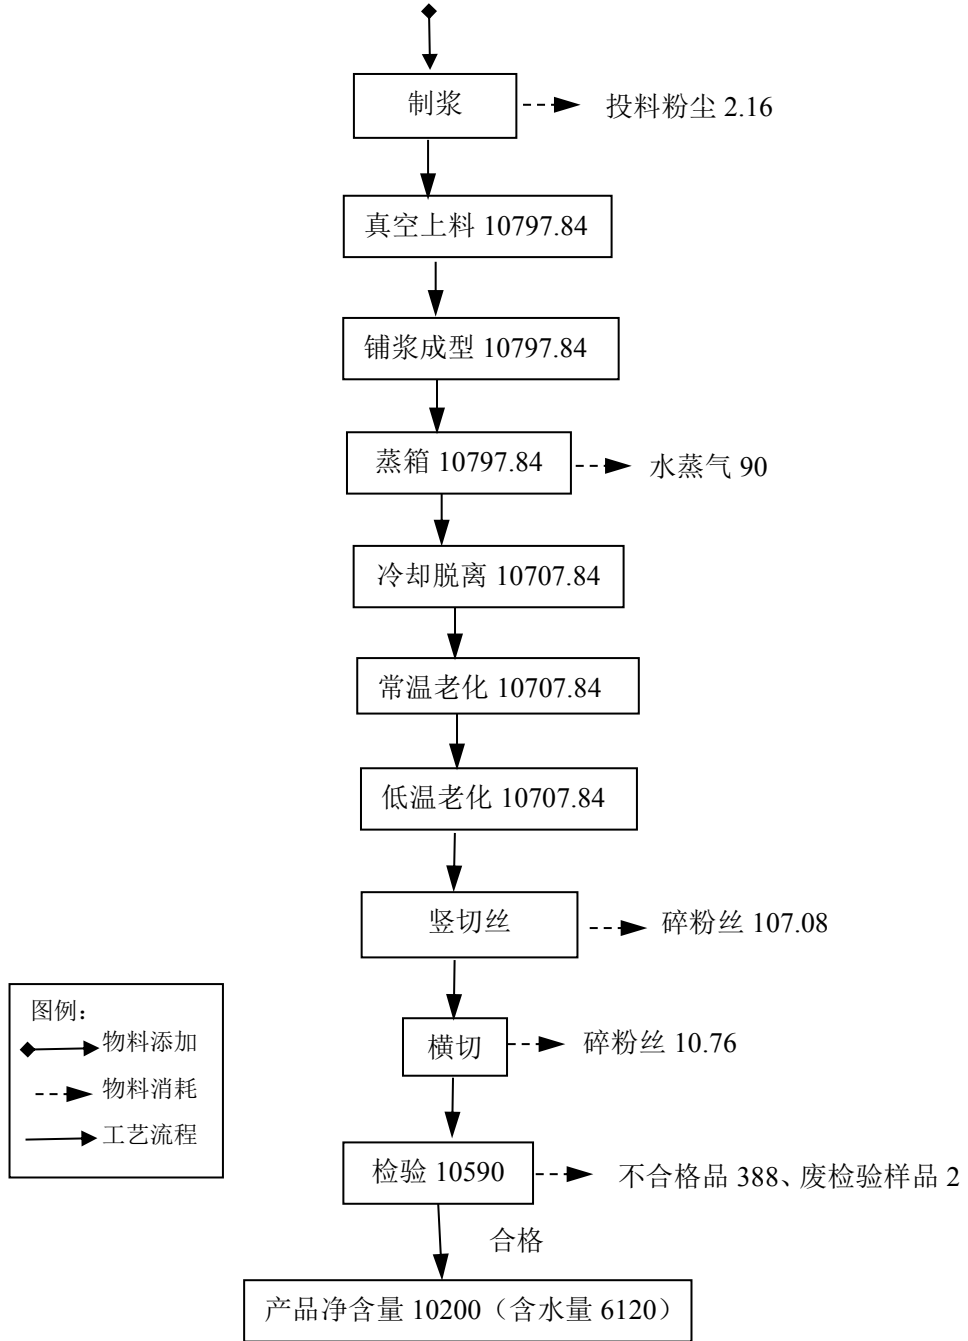 制浆
投料粉尘 2.16
真空上料 10797.84
铺浆成型 10797.84
蒸箱 10797.84
水蒸气 90
冷却脱离 10707.84
常温老化 10707.84
低温老化 10707.84
竖切丝
碎粉丝 107.08
横切
碎粉丝 10.76
检验 10590
不合格品 388、废检验样品 2
合格
产品净含量 10200（含水量 6120）
图例：
物料添加
物料消耗
工艺流程